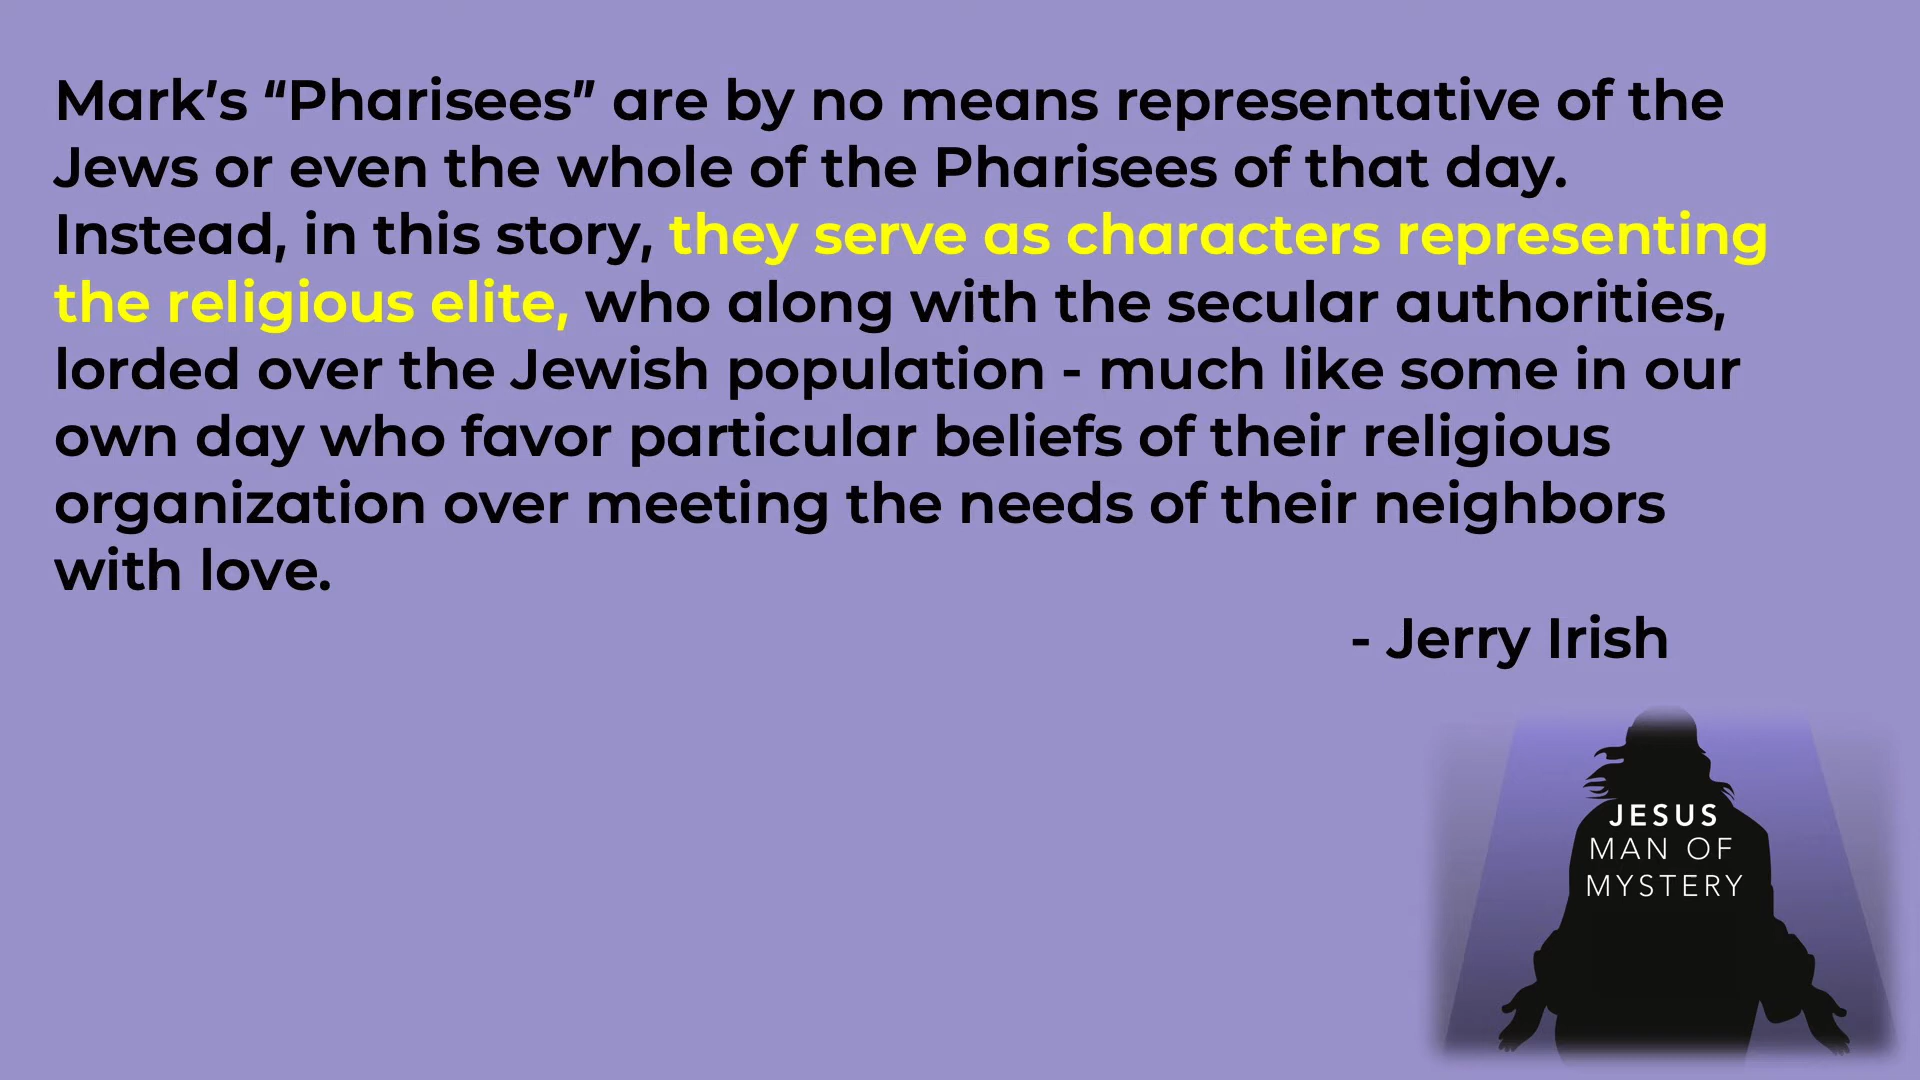 Mark’s “Pharisees” are by no means representative of the
Jews or even the whole of the Pharisees of that day.
Instead, in this story, they serve as characters representing
the religious elite, who along with the secular authorities,
lorded over the Jewish population - much like some in our
own day who favor particular beliefs of their religious
organization over meeting the needs of their neighbors
with love.
- Jerry Irish
JESUS
MAN OF
MYSTERY